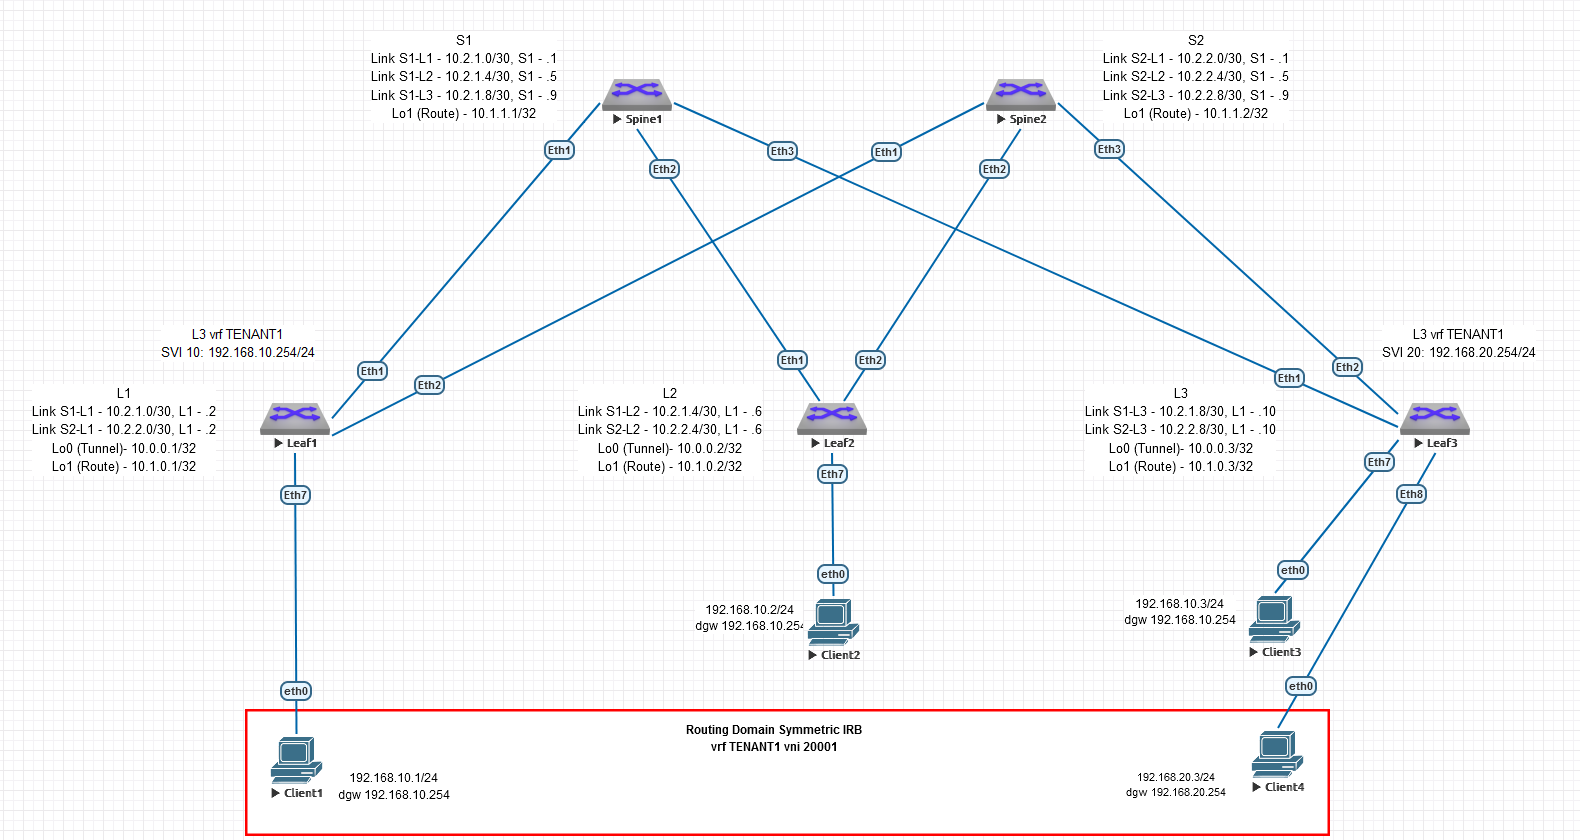 S1
Link S1-L1 - 10.2.1.0/30, S1 - .1
Link S1-L2 - 10.2.1.4/30, S1 - .5
Link S1-L3 - 10.2.1.8/30, S1 - .9
Lo1 (Route) - 10.1.1.1/32
Spine1
S2
Link S2-L1 - 10.2.2.0/30, S1 - .1
Link S2-L2 - 10.2.2.4/30, S1 - .5
Link S2-L3 - 10.2.2.8/30, S1 - .9
Lo1 (Route) - 10.1.1.2/32
Spine2
Eth1
Eth2
Eth3
Eth1
Eth2
Eth3
L3 vrf TENANT1
SVI 10: 192.168.10.254/24
L3 vrf TENANT1
SVI 20: 192.168.20.254/24
Eth1
Eth2
Eth1
Eth2
Eth1
Eth2
L1
Link S1-L1 - 10.2.1.0/30, L1 - .2
Link S2-L1 - 10.2.2.0/30, L1 - .2
Lo0 (Tunnel)- 10.0.0.1/32
Lo1 (Route) - 10.1.0.1/32
Leaf1
L2
Link S1-L2 - 10.2.1.4/30, L1 - .6
Link S2-L2 - 10.2.2.4/30, L1 - .6
Lo0 (Tunnel)- 10.0.0.2/32
Lo1 (Route) - 10.1.0.2/32
Leaf2
L3
Link S1-L3 - 10.2.1.8/30, L1 - .10
Link S2-L3 - 10.2.2.8/30, L1 - .10
Lo0 (Tunnel)- 10.0.0.3/32
Lo1 (Route) - 10.1.0.3/32
Leaf3
Eth7
Eth7
Eth7
Eth8
eth0
eth0
192.168.10.2/24
dgw 192.168.10.254
Client2
192.168.10.3/24
dgw 192.168.10.254
Client3
eth0
eth0
Routing Domain Symmetric IRB
vrf TENANT1 vni 20001
Client1
192.168.10.1/24
dgw 192.168.10.254
192.168.20.3/24
dgw 192.168.20.254
Client4